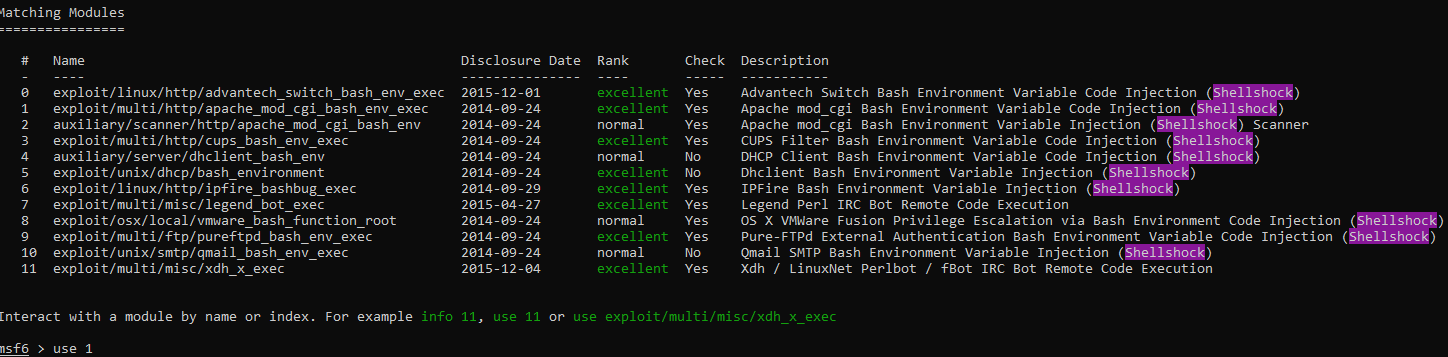 Matching Modules
================
# Name Disclosure Date Rank Check Description
- ---- --------------- ---- ----- -----------
0 exploit/linux/http/advantech_switch_bash_env_exec 2015-12-01 excellent Yes Advantech Switch Bash Environment Variable Code Injection (Shellshock)
1 exploit/multi/http/apache_mod_cgi_bash_env_exec 2014-09-24 excellent Yes Apache mod_cgi Bash Environment Variable Code Injection (Shellshock)
2 auxiliary/scanner/http/apache_mod_cgi_bash_env 2014-09-24 normal Yes Apache mod_cgi Bash Environment Variable Injection (Shellshock) Scanner
3 exploit/multi/http/cups_bash_env_exec 2014-09-24 excellent Yes CUPS Filter Bash Environment Variable Code Injection (Shellshock)
4 auxiliary/server/dhclient_bash_env 2014-09-24 normal No DHCP Client Bash Environment Variable Code Injection (Shellshock)
5 exploit/unix/dhcp/bash_environment 2014-09-24 excellent No Dhclient Bash Environment Variable Injection (Shellshock)
6 exploit/linux/http/ipfire_bashbug_exec 2014-09-29 excellent Yes IPFire Bash Environment Variable Injection (Shellshock)
7 exploit/multi/misc/legend_bot_exec 2015-04-27 excellent Yes Legend Perl IRC Bot Remote Code Execution
8 exploit/osx/local/vmware_bash_function_root 2014-09-24 normal Yes OS X VMWare Fusion Privilege Escalation via Bash Environment Code Injection (Shellshock)
9 exploit/multi/ftp/pureftpd_bash_env_exec 2014-09-24 excellent Yes Pure-FTPd External Authentication Bash Environment Variable Code Injection (Shellshock)
10 exploit/unix/smtp/qmail_bash_env_exec 2014-09-24 normal No Qmail SMTP Bash Environment Variable Injection (Shellshock)
11 exploit/multi/misc/xdh_x_exec 2015-12-04 excellent Yes Xdh / LinuxNet Perlbot / fBot IRC Bot Remote Code Execution
Interact with a module by name or index. For example info 11, use 11 or use exploit/multi/misc/xdh_x_exec
msf6 > use 1